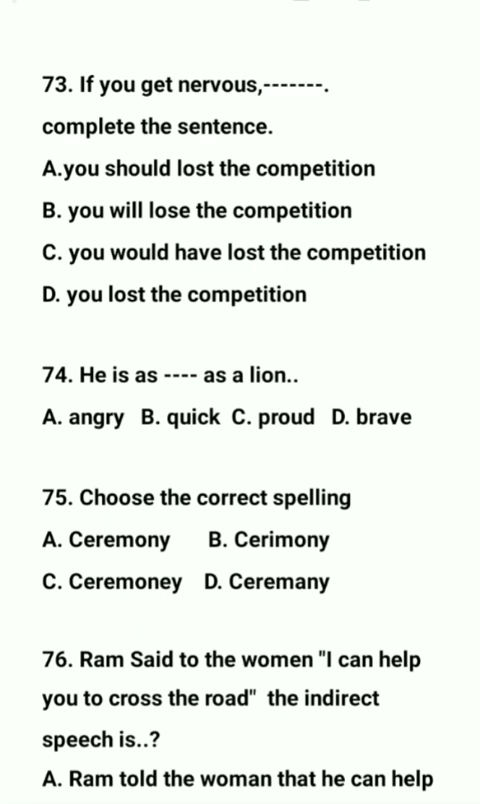 73. If you get nervous,-------.
complete the sentence.
A.you should lost the competition
B. you will lose the competition
C. you would have lost the competition
D. you lost the competition
74. He is as ---- as a lion..
A. angry B. quick C. proud D. brave
75. Choose the correct spelling
A. Ceremony B. Cerimony
C. Ceremoney D. Ceremany
76. Ram Said to the women "I can help
you to cross the road" the indirect
speech is..?
A. Ram told the woman that he can help